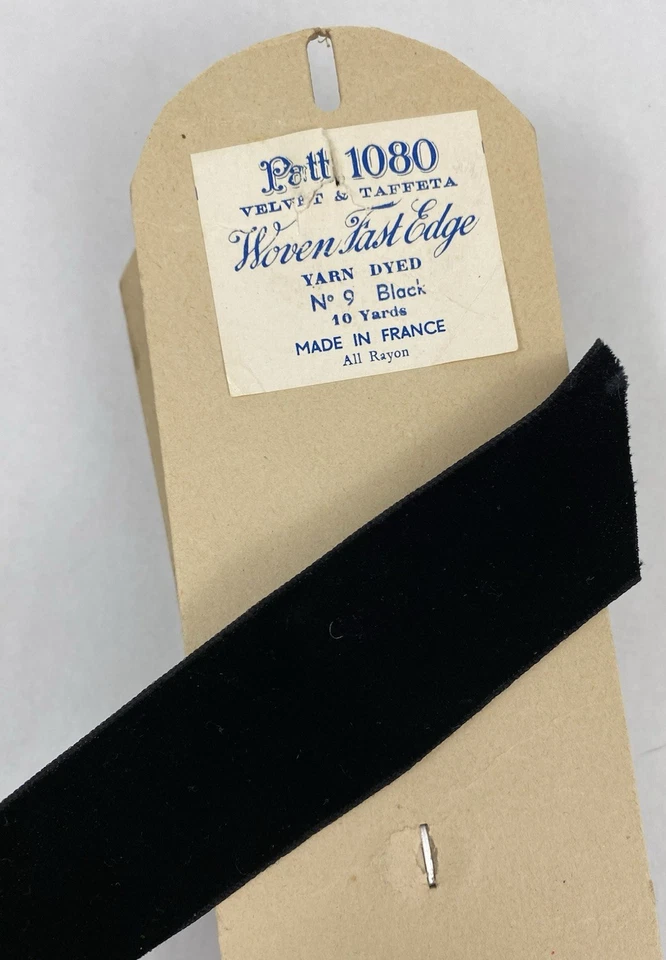 Patt 1080
VELVET & TAFFETA
Woven Fast Edge
YARN DYED
Nº 9 Black
10 Yards
MADE IN FRANCE
All Rayon